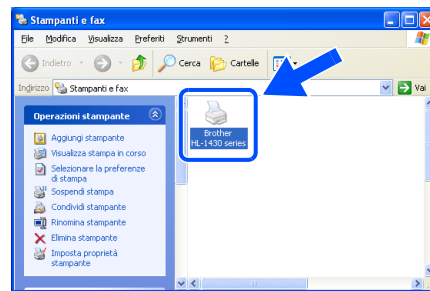 Stampanti e fax
File Modifica Visualizza Preferiti Strumenti ?
Indietro Cerca Cartelle
Indirizzo Stampanti e fax Vai
Operazioni stampante
Aggiungi stampante
Visualizza stampa in corso
Selezionare la preferenze
di stampa
Sospendi stampa
Condividi stampante
Rinomina stampante
Elimina stampante
Imposta proprietà
stampante
Brother
HL-1430 series